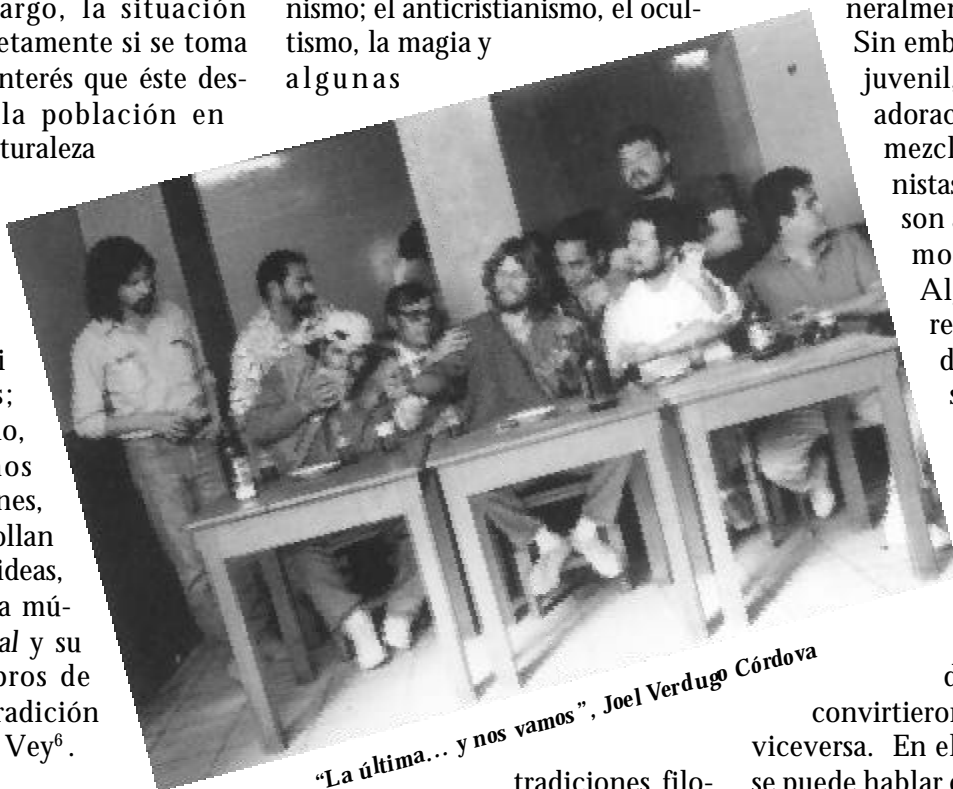 argo, la situación
etamente si se toma
nterés que éste des-
la población en
turaleza
i
s;
o,
nos
nes,
ollan
ideas,
a mú-
al y su
bros de
radición
Vey⁶.
nismo; el anticristianismo, el ocul-
tismo, la magia y
algunas
“La última... y nos vamos”, Joel Verdugo Córdova
tradiciones filo-
neralmen
Sin emb
juvenil,
adorac
mezcl
nistas
son
mo
Al
re
d
s
d
convirtieron
viceversa. En el
se puede hablar